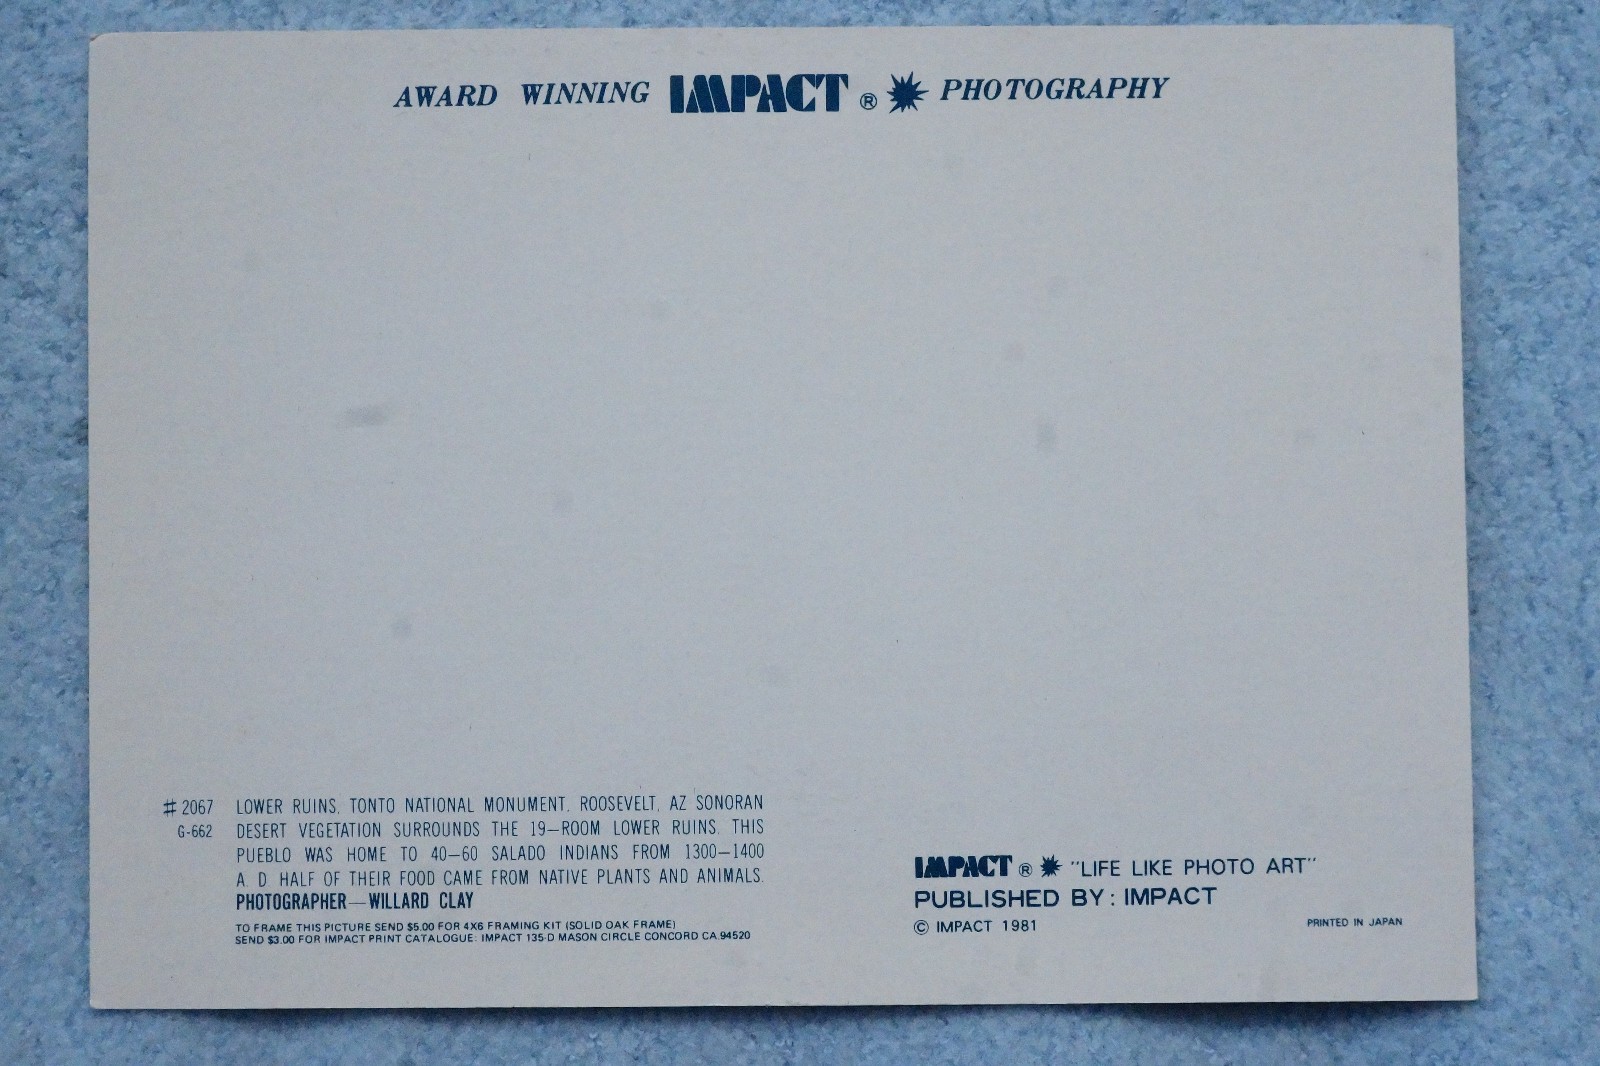 AWARD WINNING IMPACT ® PHOTOGRAPHY
# 2067 LOWER RUINS, TONTO NATIONAL MONUMENT, ROOSEVELT, AZ SONORAN
G-662 DESERT VEGETATION SURROUNDS THE 19—ROOM LOWER RUINS. THIS
PUEBLO WAS HOME TO 40—60 SALADO INDIANS FROM 1300—1400
A. D. HALF OF THEIR FOOD CAME FROM NATIVE PLANTS AND ANIMALS.
PHOTOGRAPHER—WILLARD CLAY
TO FRAME THIS PICTURE SEND $5.00 FOR 4X6 FRAMING KIT (SOLID OAK FRAME)
SEND $3.00 FOR IMPACT PRINT CATALOGUE: IMPACT 135-D MASON CIRCLE CONCORD CA.94520
IMPACT ® "LIFE LIKE PHOTO ART"
PUBLISHED BY: IMPACT
© IMPACT 1981
PRINTED IN JAPAN